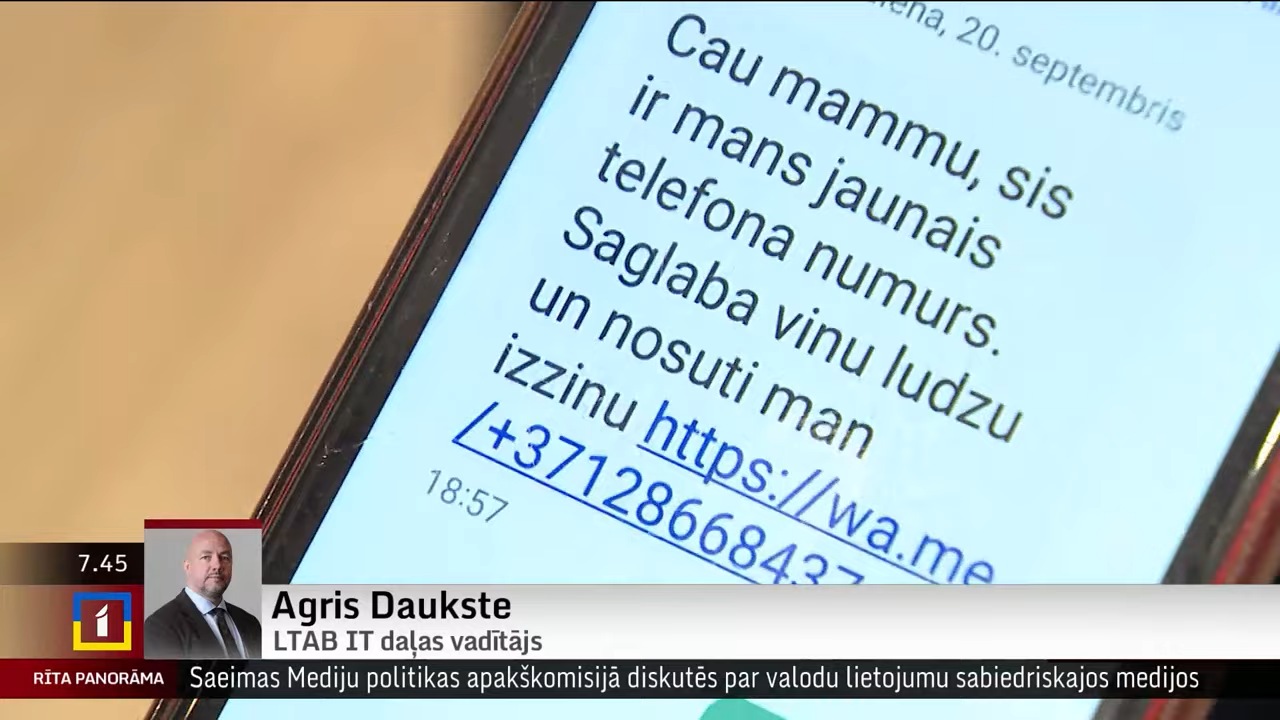 20. septembris
Cau mammu, sis
ir mans jaunais
telefona numurs.
Saglaba vinu ludzu
un nosuti man
izzinu https://wa.me
/+37128668437
18:57
7.45
1
Agris Daukste
LTAB IT daļas vadītājs
RĪTA PANORĀMA
Saeimas Mediju politikas apakškomisijā diskutēs par valodu lietojumu sabiedriskajos medijos